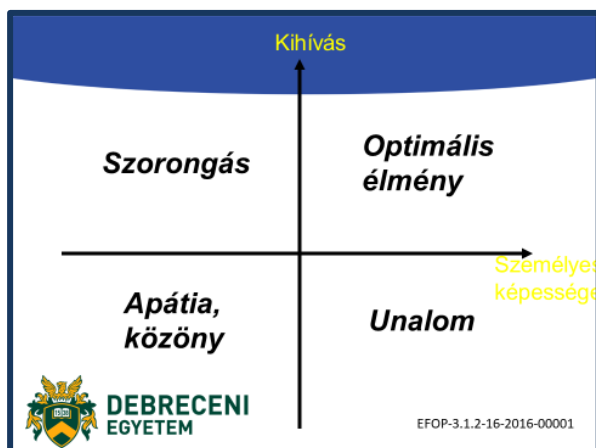 Kihívás
Szorongás
Optimális
élmény
Személyes
képessége
Apátia,
közöny
Unalom
DEBRECENI
EGYETEM
EFOP-3.1.2-16-2016-00001